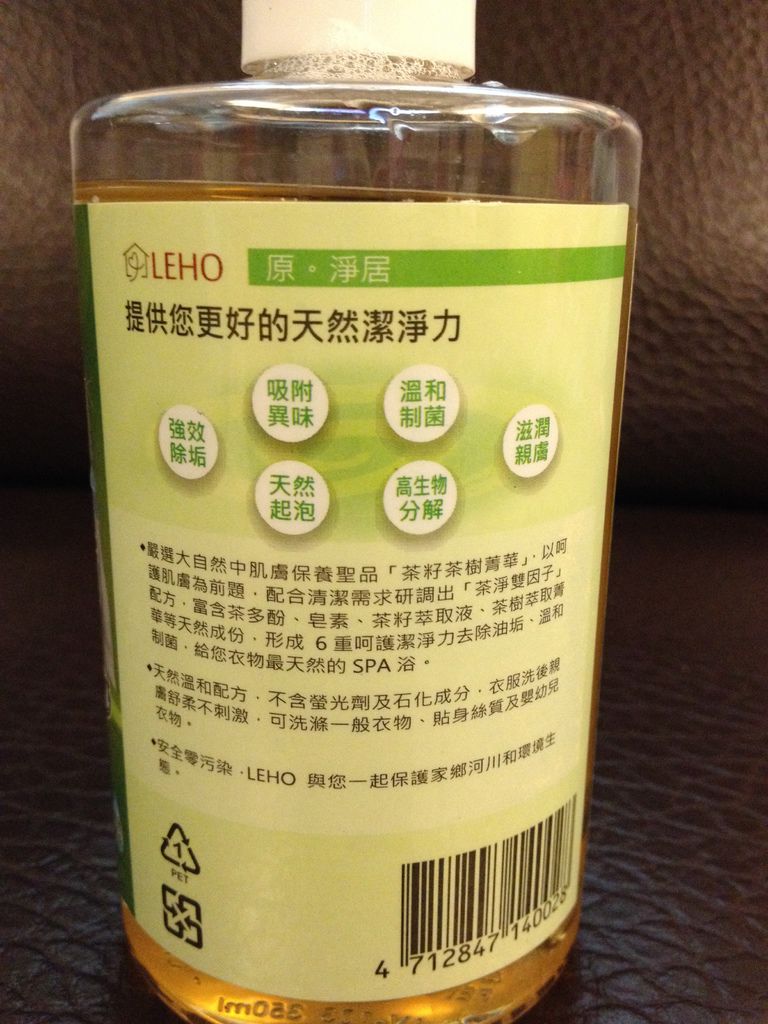 LEHO 原。淨居
提供您更好的天然潔淨力
吸附
異味
溫和
制菌
強效
除垢
滋潤
親膚
天然
起泡
高生物
分解
◆嚴選大自然中肌膚保養聖品「茶籽茶樹菁華」,以呵
護肌膚為前題,配合清潔需求研調出「茶淨雙因子」
配方,富含茶多酚、皂素、茶籽萃取液、茶樹萃取菁
華等天然成份,形成 6 重呵護潔淨力去除油垢、溫和
制菌,給您衣物最天然的 SPA 浴。
◆天然溫和配方,不含螢光劑及石化成分,衣服洗後親
膚舒柔不刺激,可洗滌一般衣物、貼身絲質及嬰幼兒
衣物。
◆安全零污染,LEHO 與您一起保護家鄉河川和環境生
態。
1
PET
4 712847 140028
350ml